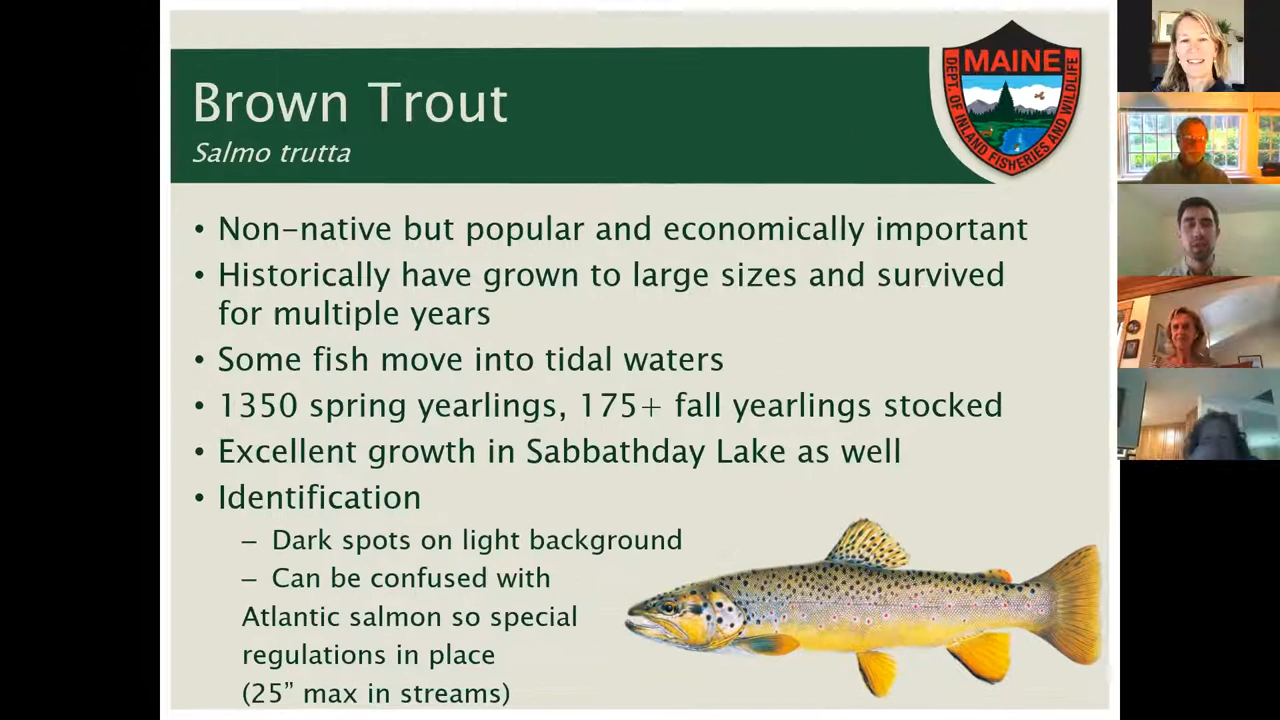 Brown Trout
Salmo trutta
MAINE
DEPT. OF INLAND FISHERIES AND WILDLIFE
• Non-native but popular and economically important
• Historically have grown to large sizes and survived
for multiple years
• Some fish move into tidal waters
• 1350 spring yearlings, 175+ fall yearlings stocked
• Excellent growth in Sabbathday Lake as well
• Identification
– Dark spots on light background
– Can be confused with
Atlantic salmon so special
regulations in place
(25” max in streams)